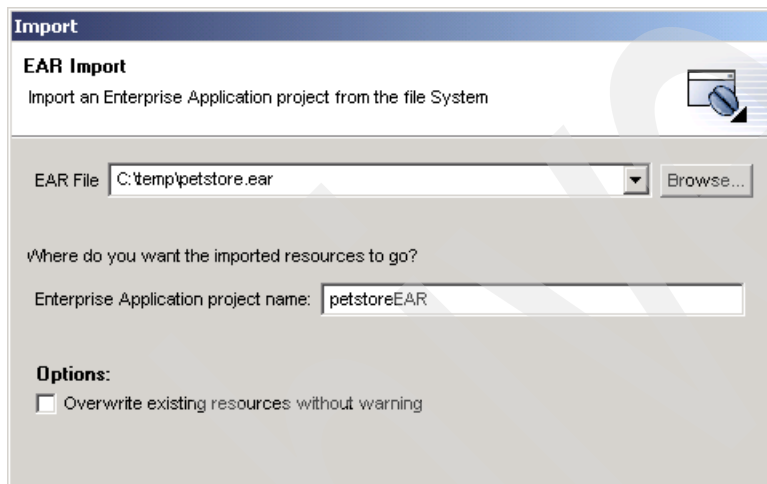 Import
EAR Import
Import an Enterprise Application project from the file System
EAR File C:\temp\petstore.ear Browse...
Where do you want the imported resources to go?
Enterprise Application project name: petstoreEAR
Options:
Overwrite existing resources without warning